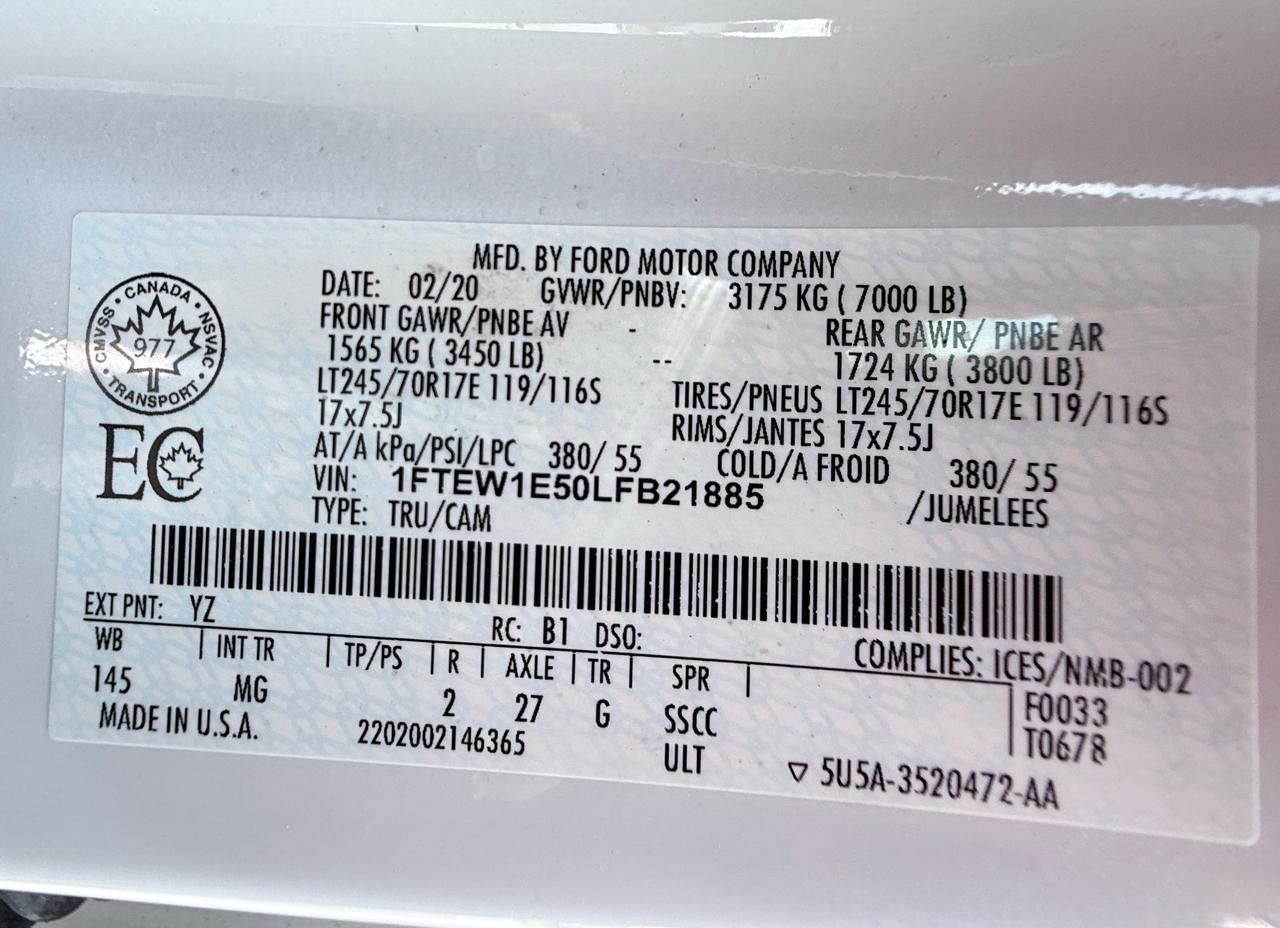 MFD. BY FORD MOTOR COMPANY
DATE: 02/20 GVWR/PNBV: 3175 KG ( 7000 LB)
FRONT GAWR/PNBE AV - REAR GAWR/ PNBE AR
1565 KG ( 3450 LB) -- 1724 KG ( 3800 LB)
LT245/70R17E 119/116S TIRES/PNEUS LT245/70R17E 119/116S
17x7.5J RIMS/JANTES 17x7.5J
AT/A kPa/PSI/LPC 380/ 55 COLD/A FROID 380/ 55
VIN: 1FTEW1E50LFB21885 /JUMELEES
TYPE: TRU/CAM
CMVSS • CANADA • NSVAC • TRANSPORT •
977
EC
EXT PNT: YZ RC: B1 DSO: COMPLIES: ICES/NMB-002
WB | INT TR | TP/PS | R | AXLE | TR | SPR |
145 MG 2 27 G SSCC F0033
MADE IN U.S.A. 2202002146365 ULT T0678
▽ 5U5A-3520472-AA